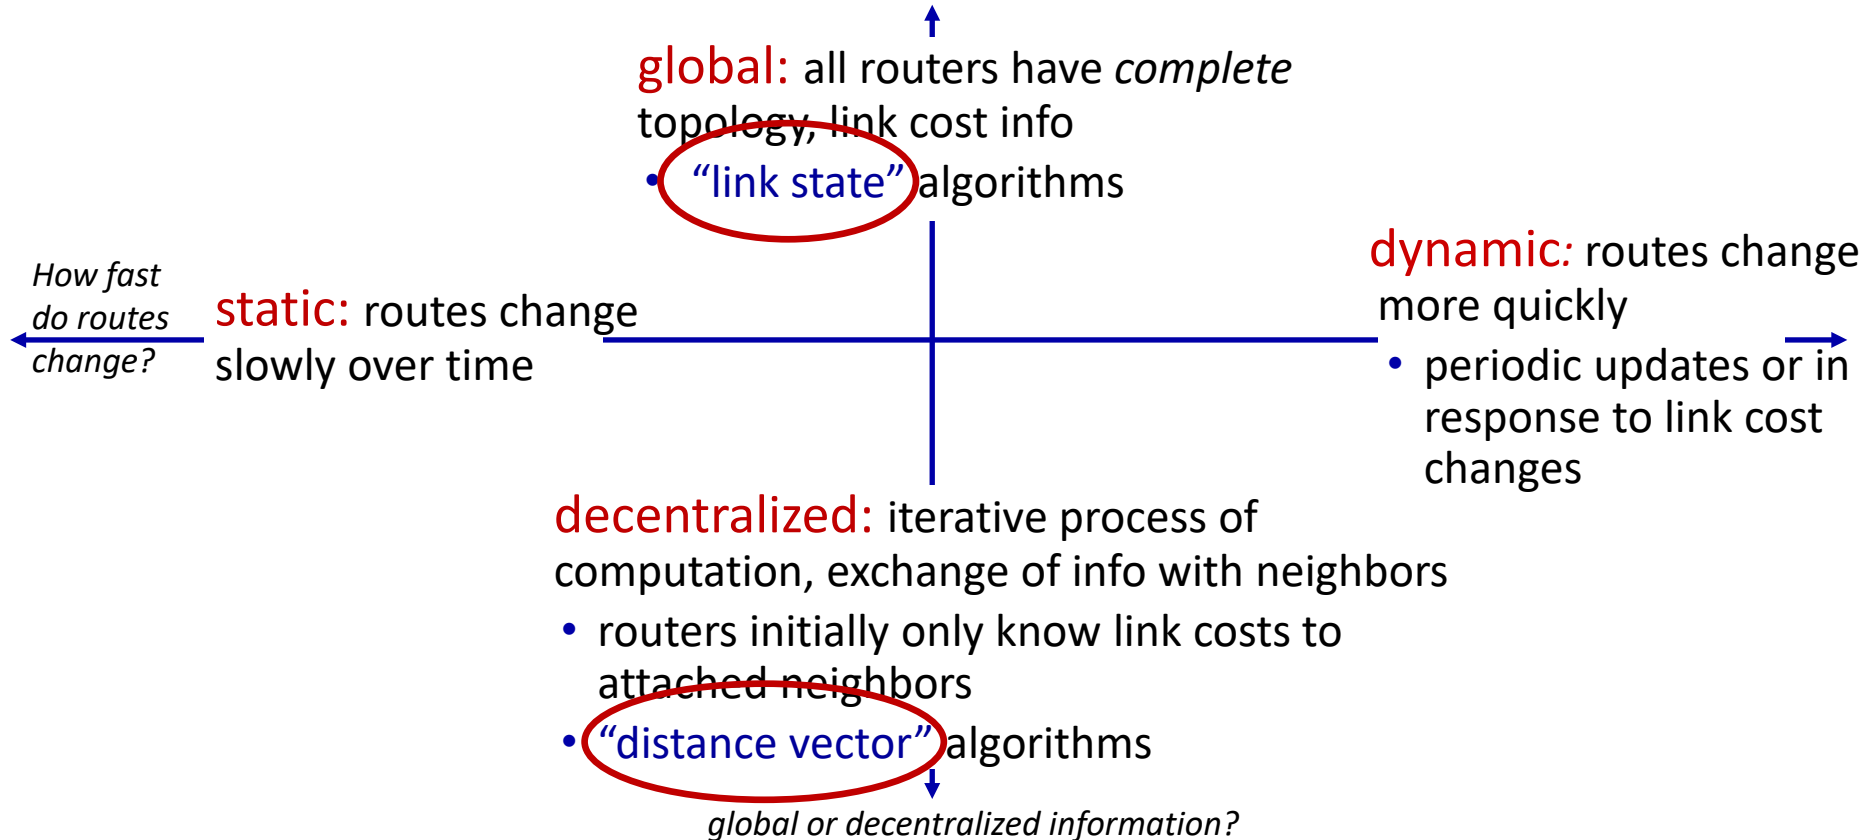 global: all routers have complete
topology, link cost info
• “link state” algorithms
How fast
do routes
change?
static: routes change
slowly over time
dynamic: routes change
more quickly
• periodic updates or in
response to link cost
changes
decentralized: iterative process of
computation, exchange of info with neighbors
• routers initially only know link costs to
attached neighbors
• “distance vector” algorithms
global or decentralized information?